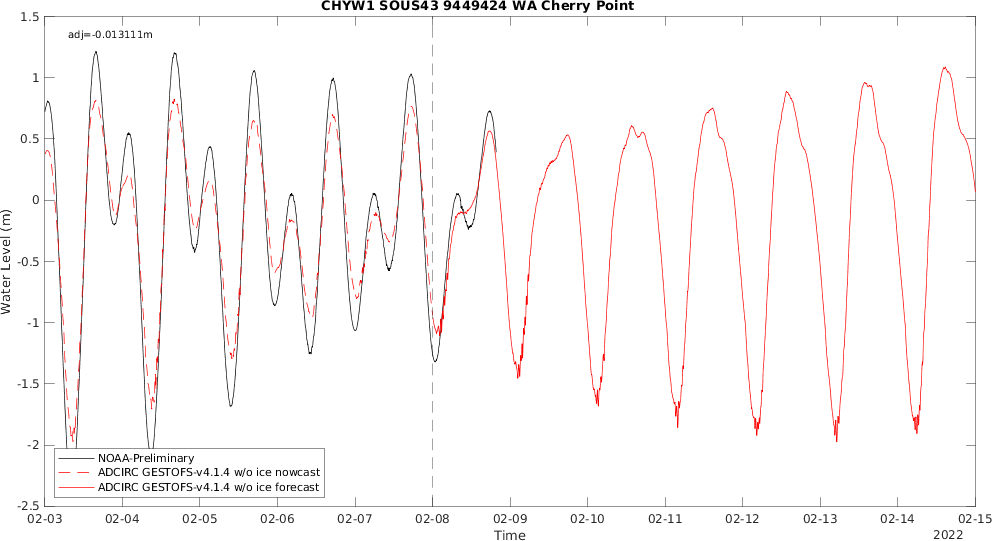 CHYW1 SOUS43 9449424 WA Cherry Point
adj=-0.013111m
1.5
1
0.5
0
-0.5
-1
-1.5
-2
-2.5
Water Level (m)
NOAA-Preliminary
ADCIRC GESTOFS-v4.1.4 w/o ice nowcast
ADCIRC GESTOFS-v4.1.4 w/o ice forecast
02-03 02-04 02-05 02-06 02-07 02-08 02-09 02-10 02-11 02-12 02-13 02-14 02-15
Time
2022